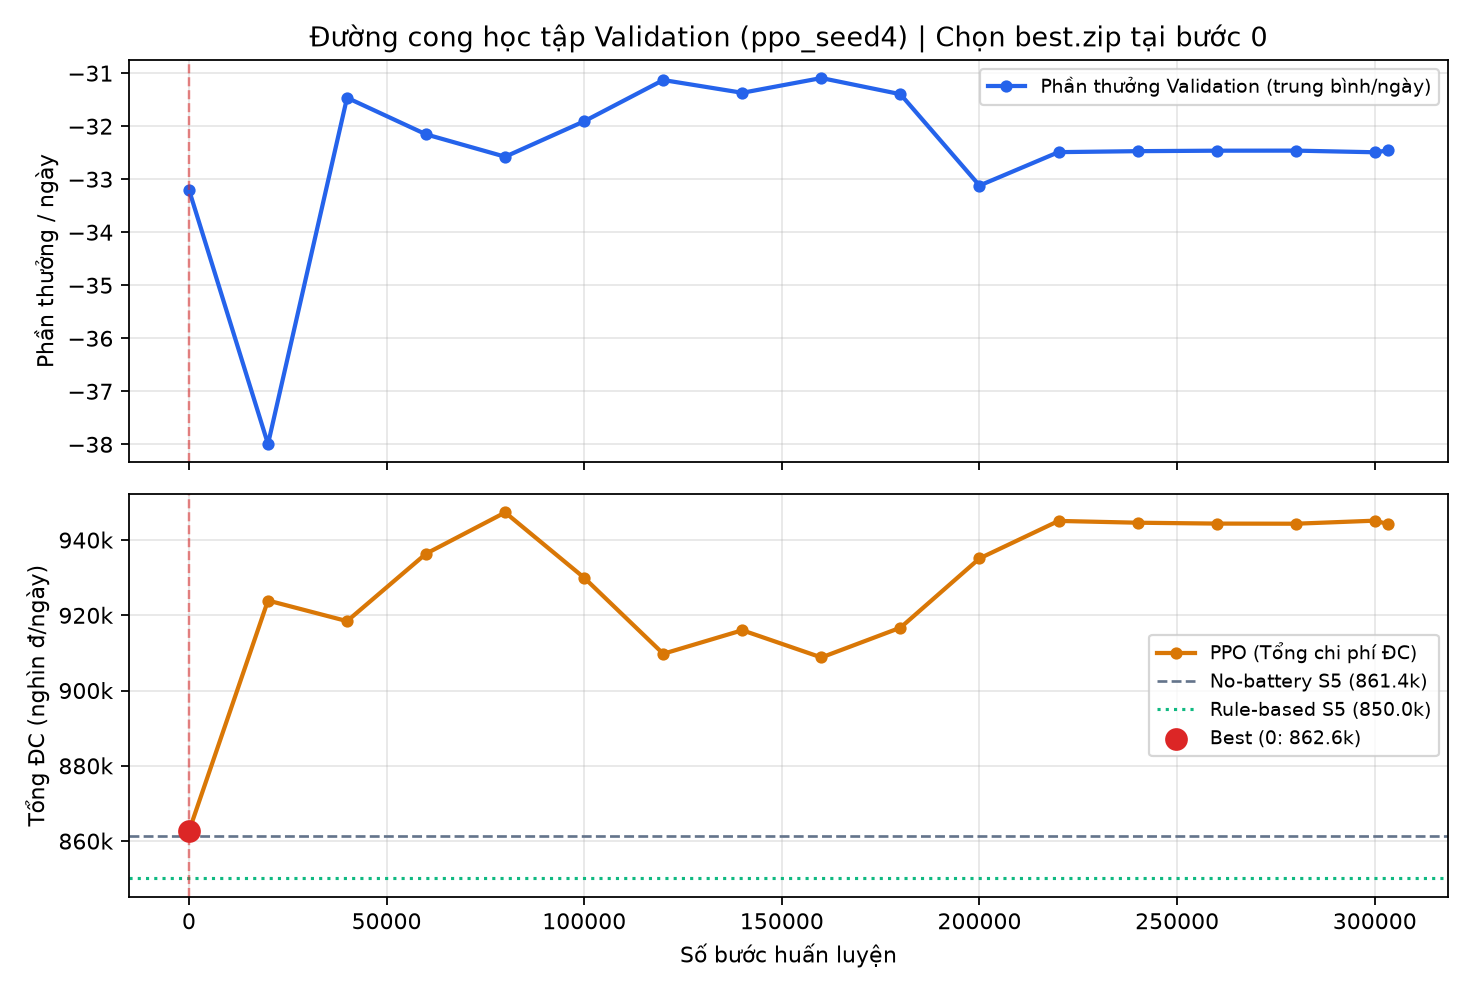 Đường cong học tập Validation (ppo_seed4) | Chọn best.zip tại bước 0
Phần thưởng / ngày
−31
−32
−33
−34
−35
−36
−37
−38
Phần thưởng Validation (trung bình/ngày)
Tổng ĐC (nghìn đ/ngày)
940k
920k
900k
880k
860k
PPO (Tổng chi phí ĐC)
No-battery S5 (861.4k)
Rule-based S5 (850.0k)
Best (0: 862.6k)
0
50000
100000
150000
200000
250000
300000
Số bước huấn luyện